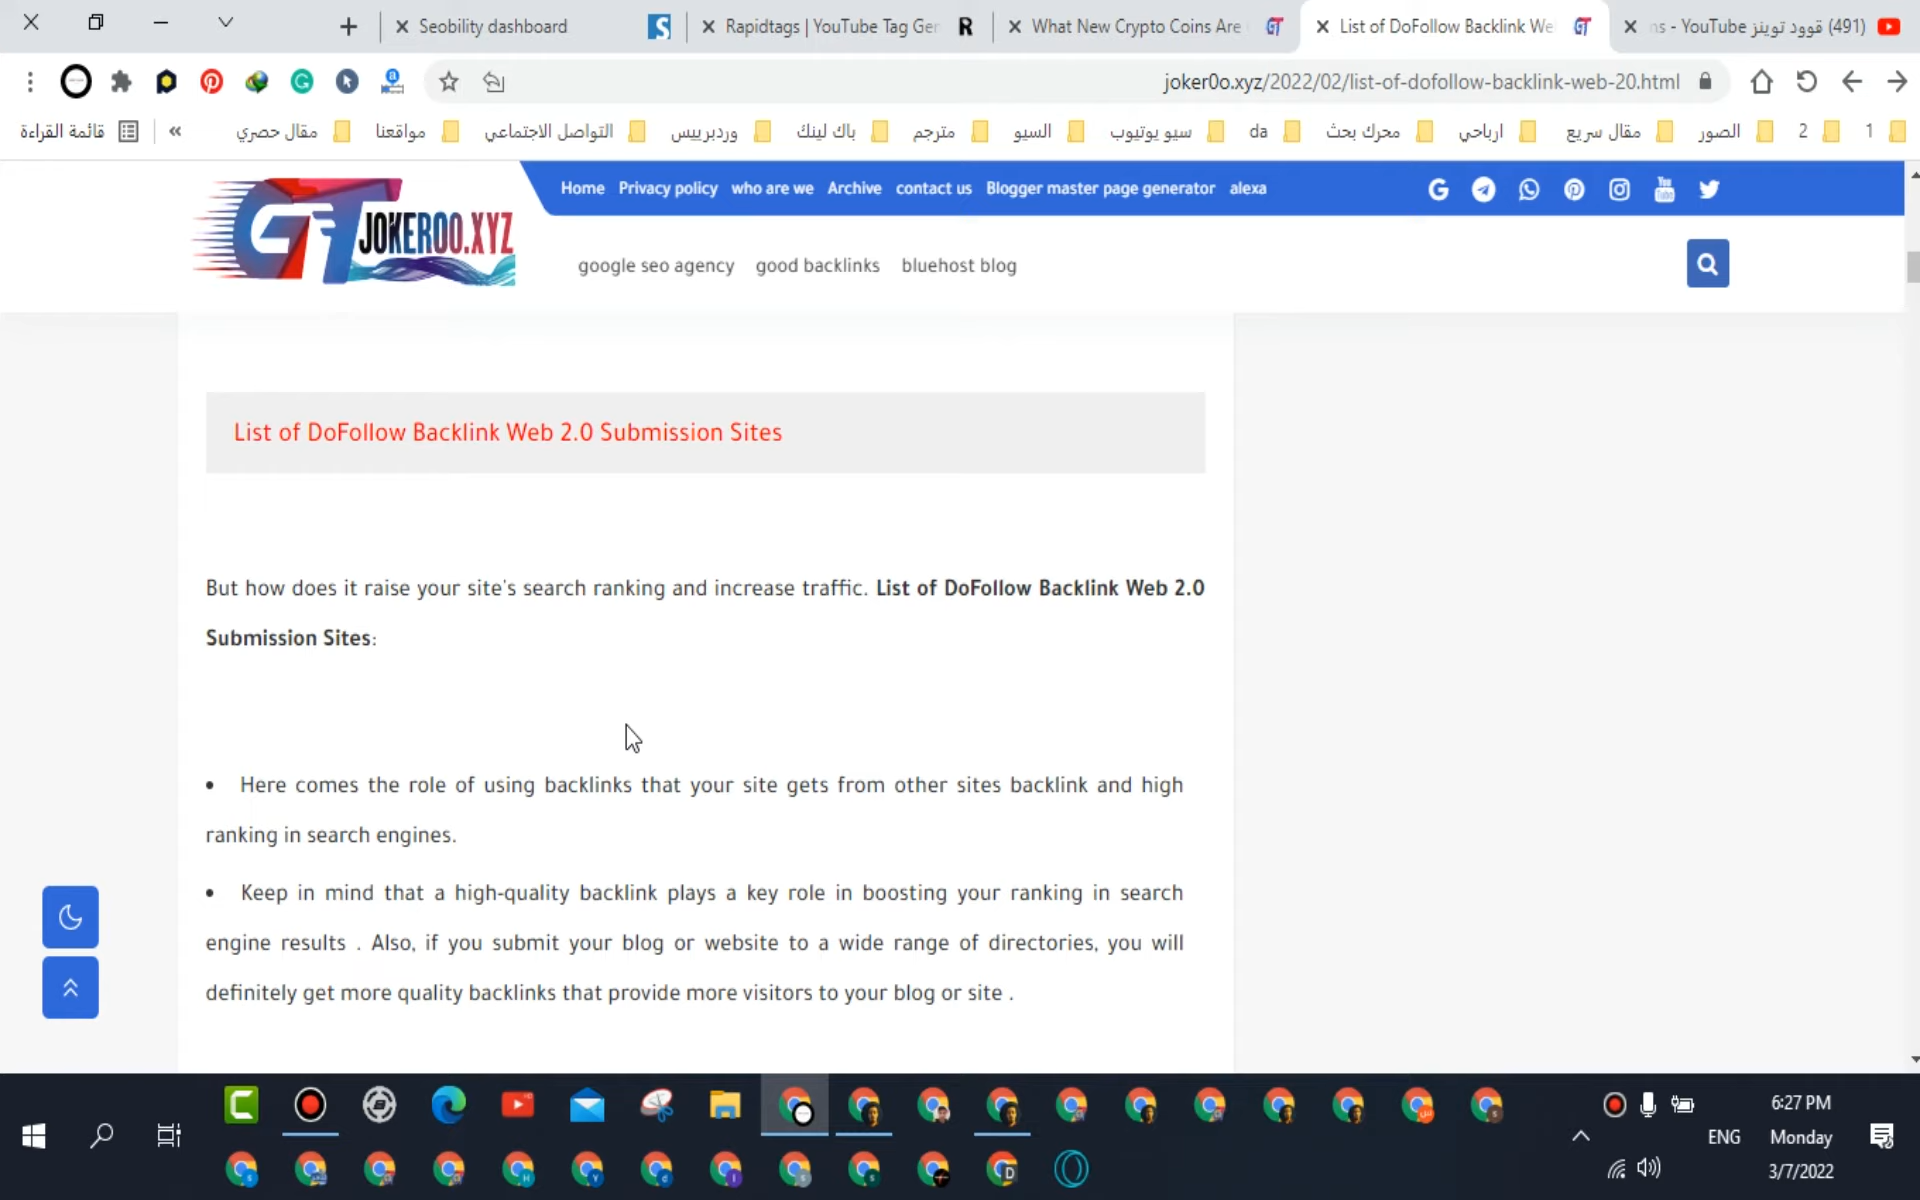 Seobility dashboard
Rapidtags | YouTube Tag Ger
What New Crypto Coins Are
List of DoFollow Backlink We
(491) قوود توينز YouTube - ns
joker0o.xyz/2022/02/list-of-dofollow-backlink-web-20.html
1
2
الصور
مقال سريع
ارباحي
محرك بحث
da
سيو يوتيوب
السيو
مترجم
باك لينك
وردبرييس
التواصل الاجتماعي
مواقعنا
مقال حصري
«
قائمة القراءة
GT JOKEROO.XYZ
Home Privacy policy who are we Archive contact us Blogger master page generator alexa
google seo agency good backlinks bluehost blog
List of DoFollow Backlink Web 2.0 Submission Sites
But how does it raise your site's search ranking and increase traffic. List of DoFollow Backlink Web 2.0
Submission Sites:
• Here comes the role of using backlinks that your site gets from other sites backlink and high
ranking in search engines.
• Keep in mind that a high-quality backlink plays a key role in boosting your ranking in search
engine results . Also, if you submit your blog or website to a wide range of directories, you will
definitely get more quality backlinks that provide more visitors to your blog or site .
6:27 PM
ENG
Monday
3/7/2022